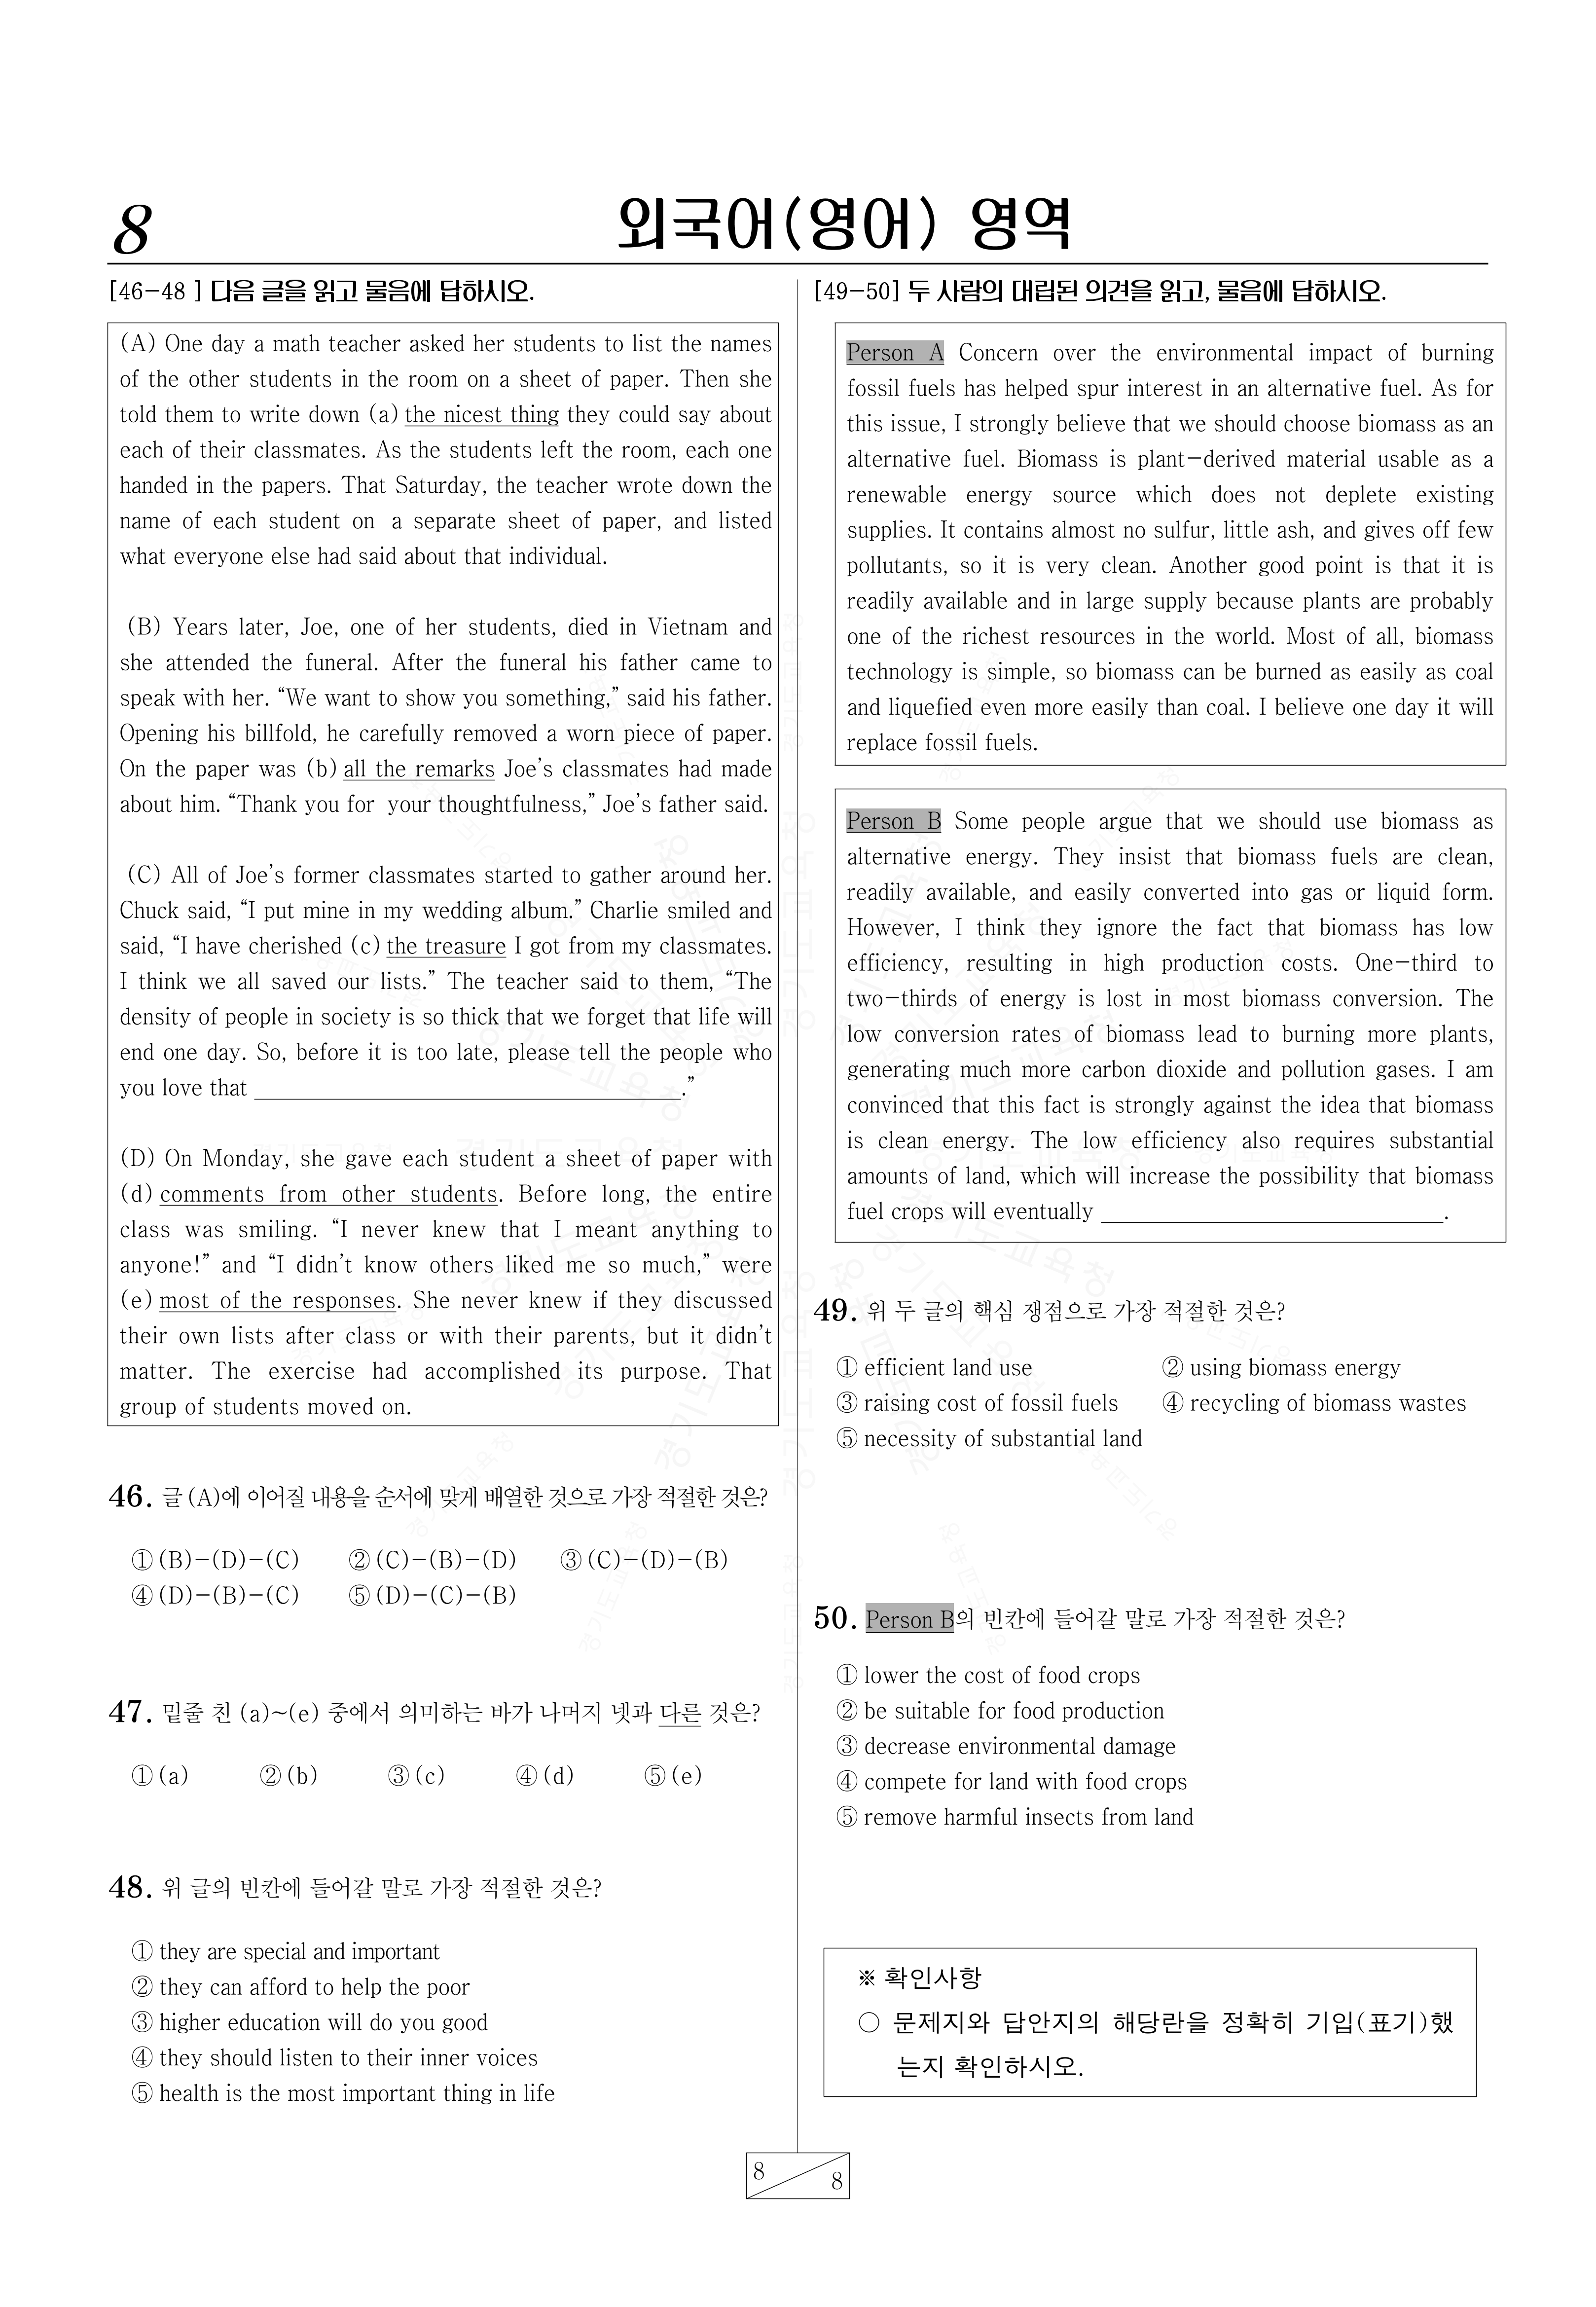 8
외국어(영어) 영역
[46-48 ] 다음 글을 읽고 물음에 답하시오.
(A) One day a math teacher asked her students to list the names
of the other students in the room on a sheet of paper. Then she
told them to write down (a) the nicest thing they could say about
each of their classmates. As the students left the room, each one
handed in the papers. That Saturday, the teacher wrote down the
name of each student on a separate sheet of paper, and listed
what everyone else had said about that individual.
(B) Years later, Joe, one of her students, died in Vietnam and
she attended the funeral. After the funeral his father came to
speak with her. “We want to show you something,” said his father.
Opening his billfold, he carefully removed a worn piece of paper.
On the paper was (b) all the remarks Joe’s classmates had made
about him. “Thank you for your thoughtfulness,” Joe’s father said.
(C) All of Joe’s former classmates started to gather around her.
Chuck said, “I put mine in my wedding album.” Charlie smiled and
said, “I have cherished (c) the treasure I got from my classmates.
I think we all saved our lists.” The teacher said to them, “The
density of people in society is so thick that we forget that life will
end one day. So, before it is too late, please tell the people who
you love that ____________________.”
(D) On Monday, she gave each student a sheet of paper with
(d) comments from other students. Before long, the entire
class was smiling. “I never knew that I meant anything to
anyone!” and “I didn’t know others liked me so much,” were
(e) most of the responses. She never knew if they discussed
their own lists after class or with their parents, but it didn’t
matter. The exercise had accomplished its purpose. That
group of students moved on.
46. 글 (A)에 이어질 내용을 순서에 맞게 배열한 것으로 가장 적절한 것은?
① (B)-(D)-(C) ② (C)-(B)-(D) ③ (C)-(D)-(B)
④ (D)-(B)-(C) ⑤ (D)-(C)-(B)
47. 밑줄 친 (a)~(e) 중에서 의미하는 바가 나머지 넷과 다른 것은?
① (a) ② (b) ③ (c) ④ (d) ⑤ (e)
48. 위 글의 빈칸에 들어갈 말로 가장 적절한 것은?
① they are special and important
② they can afford to help the poor
③ higher education will do you good
④ they should listen to their inner voices
⑤ health is the most important thing in life
[49-50] 두 사람의 대립된 의견을 읽고, 물음에 답하시오.
Person A Concern over the environmental impact of burning
fossil fuels has helped spur interest in an alternative fuel. As for
this issue, I strongly believe that we should choose biomass as an
alternative fuel. Biomass is plant-derived material usable as a
renewable energy source which does not deplete existing
supplies. It contains almost no sulfur, little ash, and gives off few
pollutants, so it is very clean. Another good point is that it is
readily available and in large supply because plants are probably
one of the richest resources in the world. Most of all, biomass
technology is simple, so biomass can be burned as easily as coal
and liquefied even more easily than coal. I believe one day it will
replace fossil fuels.
Person B Some people argue that we should use biomass as
alternative energy. They insist that biomass fuels are clean,
readily available, and easily converted into gas or liquid form.
However, I think they ignore the fact that biomass has low
efficiency, resulting in high production costs. One-third to
two-thirds of energy is lost in most biomass conversion. The
low conversion rates of biomass lead to burning more plants,
generating much more carbon dioxide and pollution gases. I am
convinced that this fact is strongly against the idea that biomass
is clean energy. The low efficiency also requires substantial
amounts of land, which will increase the possibility that biomass
fuel crops will eventually ____________________.
49. 위 두 글의 핵심 쟁점으로 가장 적절한 것은?
① efficient land use ② using biomass energy
③ raising cost of fossil fuels ④ recycling of biomass wastes
⑤ necessity of substantial land
50. Person B의 빈칸에 들어갈 말로 가장 적절한 것은?
① lower the cost of food crops
② be suitable for food production
③ decrease environmental damage
④ compete for land with food crops
⑤ remove harmful insects from land
※ 확인사항
○ 문제지와 답안지의 해당란을 정확히 기입(표기)했
는지 확인하시오.
8
8